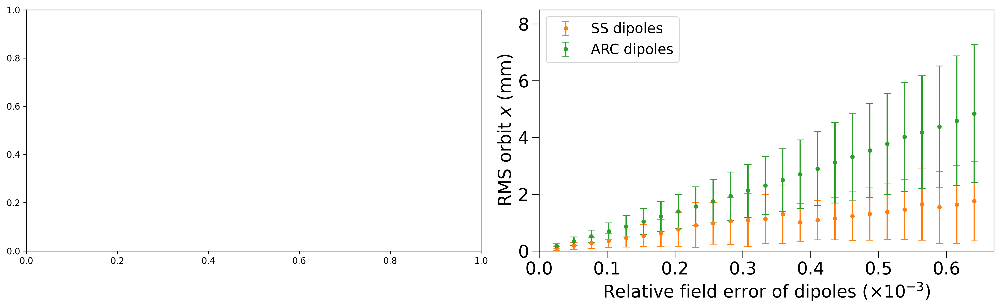 1.0
0.8
0.6
0.4
0.2
0.0
0.0 0.2 0.4 0.6 0.8 1.0
SS dipoles
ARC dipoles
RMS orbit x (mm)
8
6
4
2
0
0.0 0.1 0.2 0.3 0.4 0.5 0.6
Relative field error of dipoles (×10⁻³)